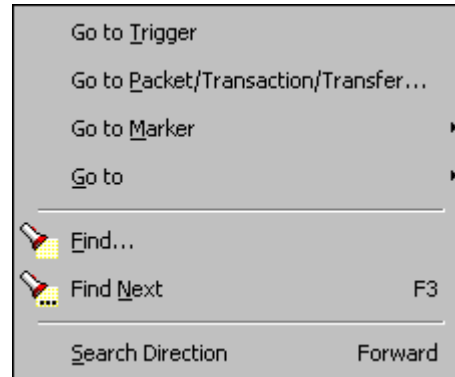 Go to Trigger
Go to Packet/Transaction/Transfer...
Go to Marker
Go to
Find...
Find Next F3
Search Direction Forward